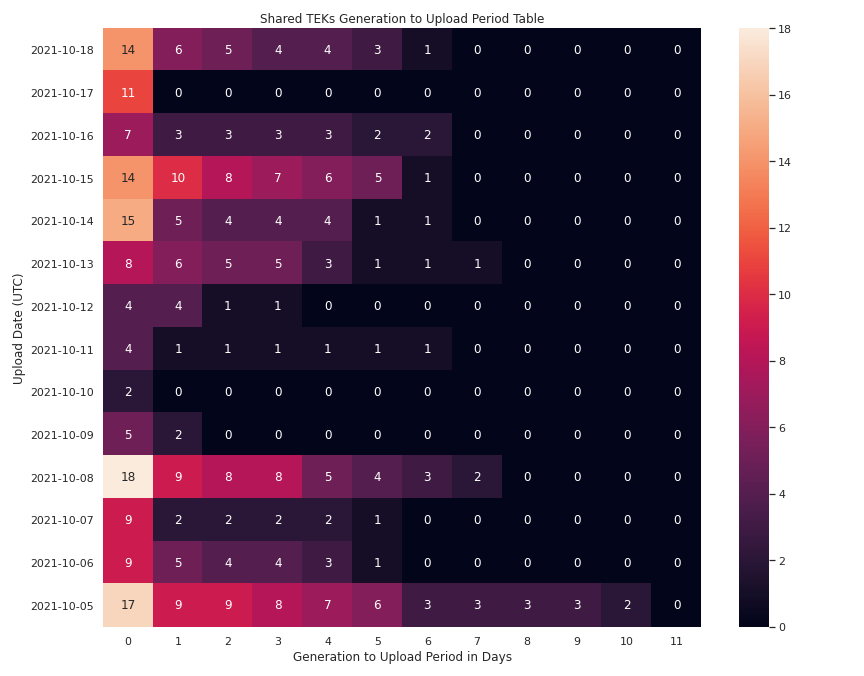 Shared TEKs Generation to Upload Period Table
2021-10-18 14 6 5 4 4 3 1 0 0 0 0 0
2021-10-17 11 0 0 0 0 0 0 0 0 0 0 0
2021-10-16 7 3 3 3 3 2 2 0 0 0 0 0
2021-10-15 14 10 8 7 6 5 1 0 0 0 0 0
2021-10-14 15 5 4 4 4 1 1 0 0 0 0 0
2021-10-13 8 6 5 5 3 1 1 1 0 0 0 0
2021-10-12 4 4 1 1 0 0 0 0 0 0 0 0
2021-10-11 4 1 1 1 1 1 1 0 0 0 0 0
2021-10-10 2 0 0 0 0 0 0 0 0 0 0 0
2021-10-09 5 2 0 0 0 0 0 0 0 0 0 0
2021-10-08 18 9 8 8 5 4 3 2 0 0 0 0
2021-10-07 9 2 2 2 2 1 0 0 0 0 0 0
2021-10-06 9 5 4 4 3 1 0 0 0 0 0 0
2021-10-05 17 9 9 8 7 6 3 3 3 3 2 0
0 1 2 3 4 5 6 7 8 9 10 11
Generation to Upload Period in Days
Upload Date (UTC)
18
16
14
12
10
8
6
4
2
0